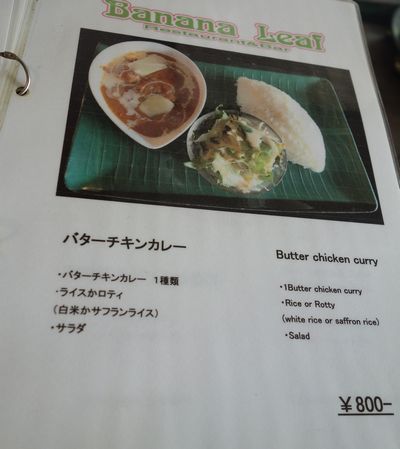 Banana Leaf
Restaurant&Bar
バターチキンカレー
・バターチキンカレー　1種類
・ライスかロティ
（白米かサフランライス）
・サラダ
Butter chicken curry
・1Butter chicken curry
・Rice or Rotty
(white rice or saffron rice)
・Salad
￥800-